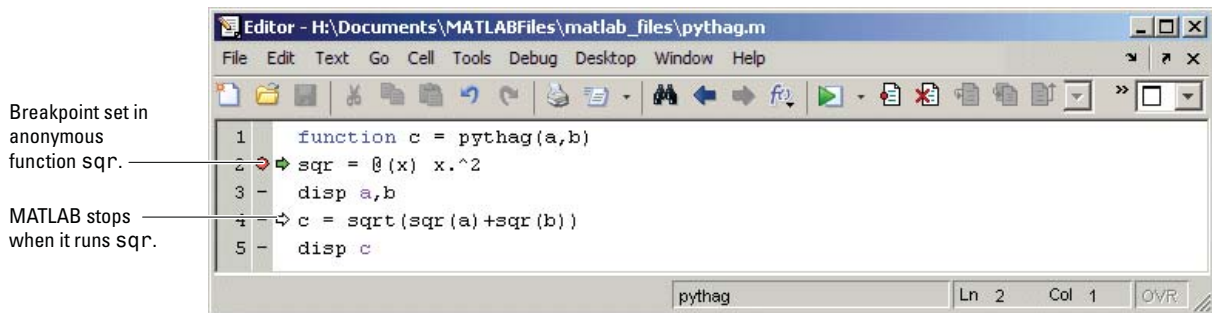 Editor - H:\Documents\MATLABFiles\matlab_files\pythag.m
File Edit Text Go Cell Tools Debug Desktop Window Help
Breakpoint set in
anonymous
function sqr.
MATLAB stops
when it runs sqr.
1 function c = pythag(a,b)
2 sqr = @(x) x.^2
3 - disp a,b
4 - c = sqrt(sqr(a)+sqr(b))
5 - disp c
pythag Ln 2 Col 1 OVR